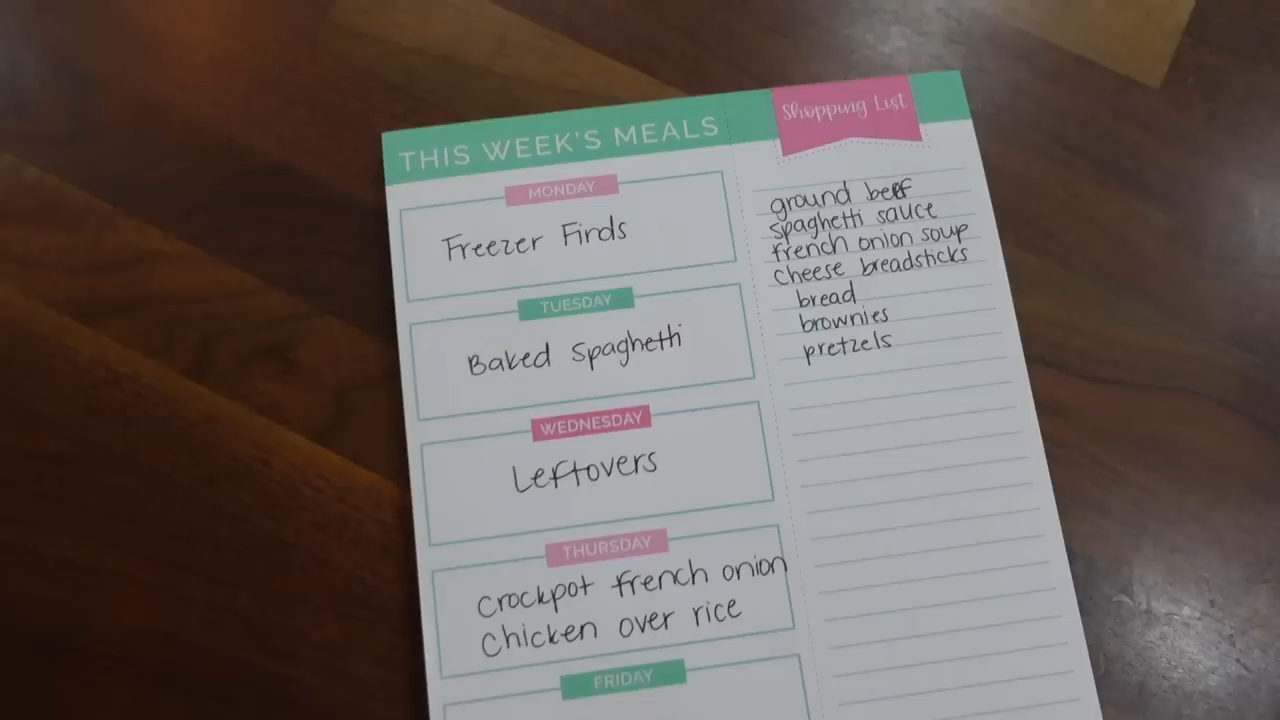 THIS WEEK'S MEALS
MONDAY
Freezer Finds
TUESDAY
Baked Spaghetti
WEDNESDAY
Leftovers
THURSDAY
Crockpot french onion
Chicken over rice
FRIDAY
Shopping List
ground beef
spaghetti sauce
french onion soup
cheese breadsticks
bread
brownies
pretzels